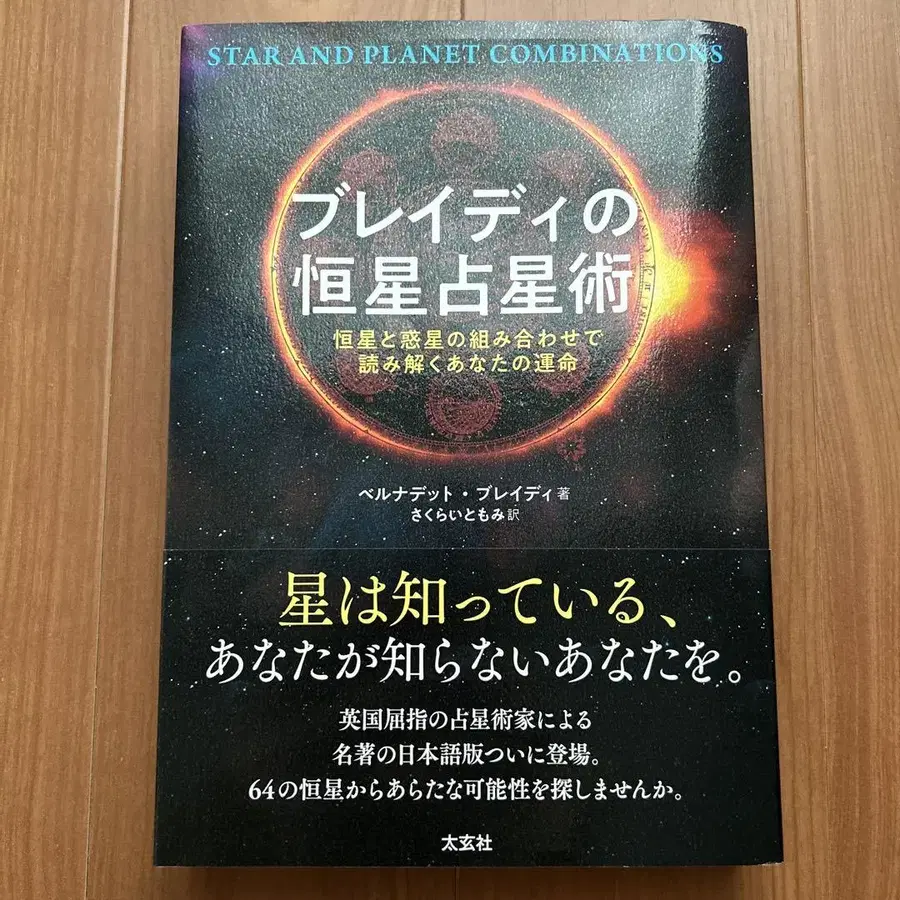 STAR AND PLANET COMBINATIONS
ブレイディの
恒星占星術
恒星と惑星の組み合わせで
読み解くあなたの運命
ベルナデット・ブレイディ 著
さくらいともみ 訳
星は知っている、
あなたが知らないあなたを。
英国屈指の占星術家による
名著の日本語版ついに登場。
64の恒星からあらたな可能性を探しませんか。
太玄社